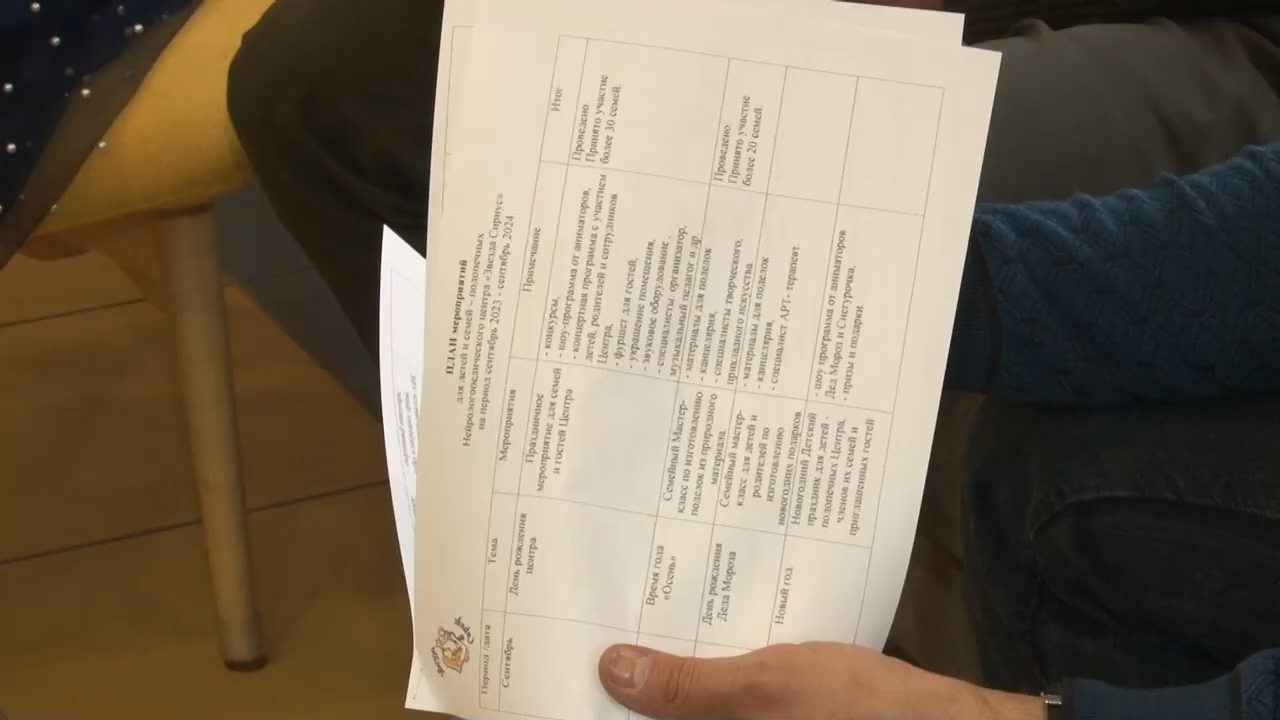 ПЛАН мероприятий
для детей и семей – подопечных
Нейрологопедического центра «Звезда Сириус»
на период сентябрь 2023 - сентябрь 2024.
Период /дата
Тема
Мероприятия
Примечание
Итог
Сентябрь
День рождения
центра
Праздничное
мероприятие для семей
и гостей Центра
- конкурсы,
- шоу-программа от аниматоров,
- концертная программа с участием
детей, родителей и сотрудников
Центра,
- фуршет для гостей,
- украшение помещения,
- звуковое оборудование ,
- специалисты: организатор,
музыкальный педагог и др.
Проведено.
Принято участие
более 30 семей.
Время года
«Осень»
Семейный Мастер-
класс по изготовлению
поделок из природного
материала.
- материалы для поделок
- канцелярия,
- специалисты творческого,
прикладного искусства.
Проведено.
Принято участие
более 20 семей.
День рождения
Деда Мороза
Семейный мастер-
класс для детей и
родителей по
изготовлению
новогодних подарков.
- материалы для поделок
- канцелярия,
- специалист АРТ- терапевт.
Новый год.
Новогодний Детский
праздник для детей -
подопечных Центра,
членов их семей и
приглашенных гостей
- шоу программа от аниматоров
Дед Мороз и Снегурочка,
- призы и подарки.